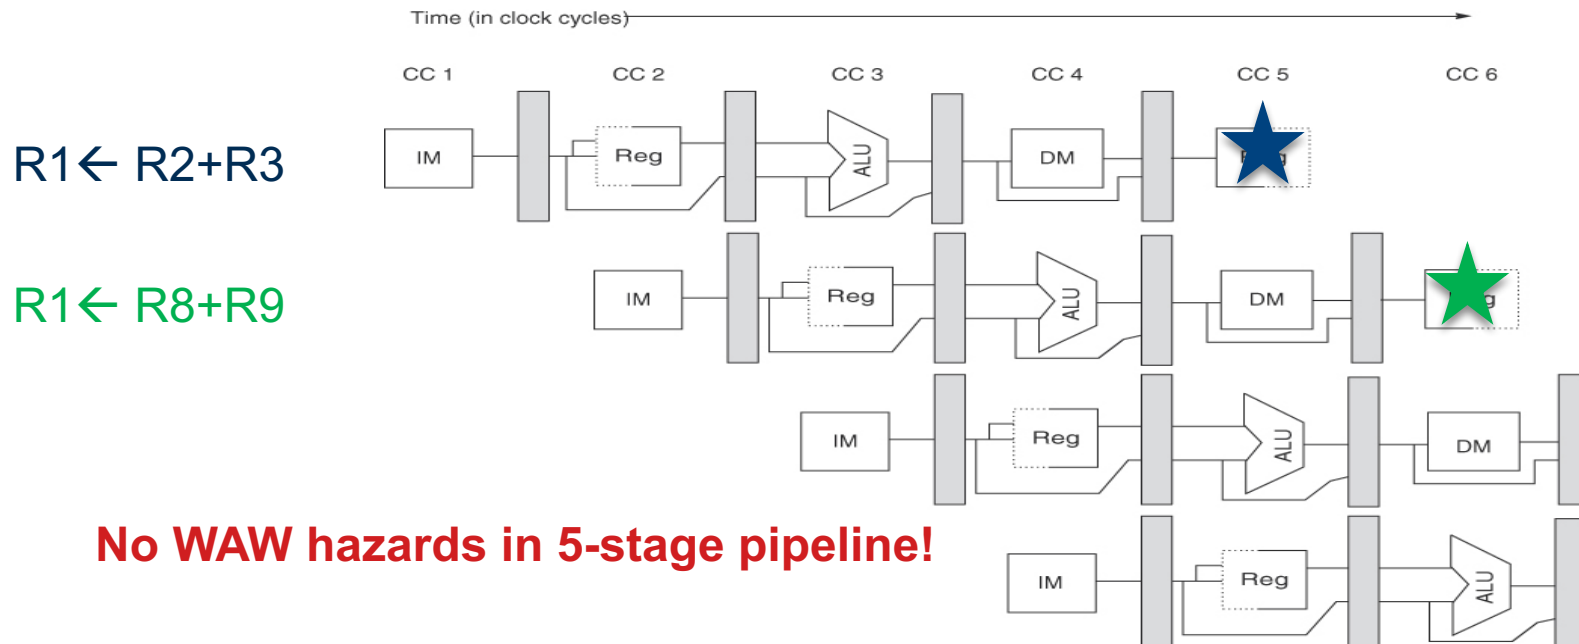 Time (in clock cycles)
CC 1 CC 2 CC 3 CC 4 CC 5 CC 6
R1← R2+R3
IM Reg ALU DM
R1← R8+R9
IM Reg ALU DM
IM Reg ALU DM
No WAW hazards in 5-stage pipeline!
IM Reg ALU